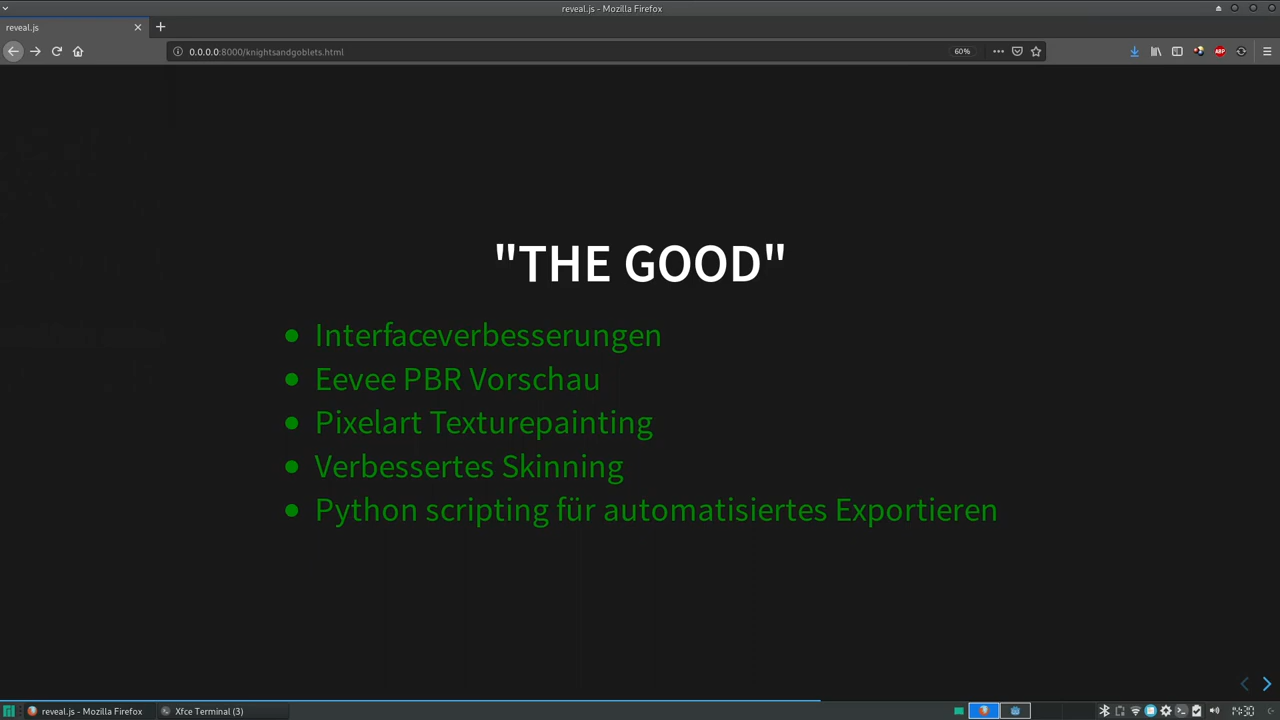 reveal.js - Mozilla Firefox
reveal.js
0.0.0.0:8000/knightsandgoblets.html
60%
ABP
"THE GOOD"
Interfaceverbesserungen
Eevee PBR Vorschau
Pixelart Texturepainting
Verbessertes Skinning
Python scripting für automatisiertes Exportieren
reveal.js - Mozilla Firefox
Xfce Terminal (3)